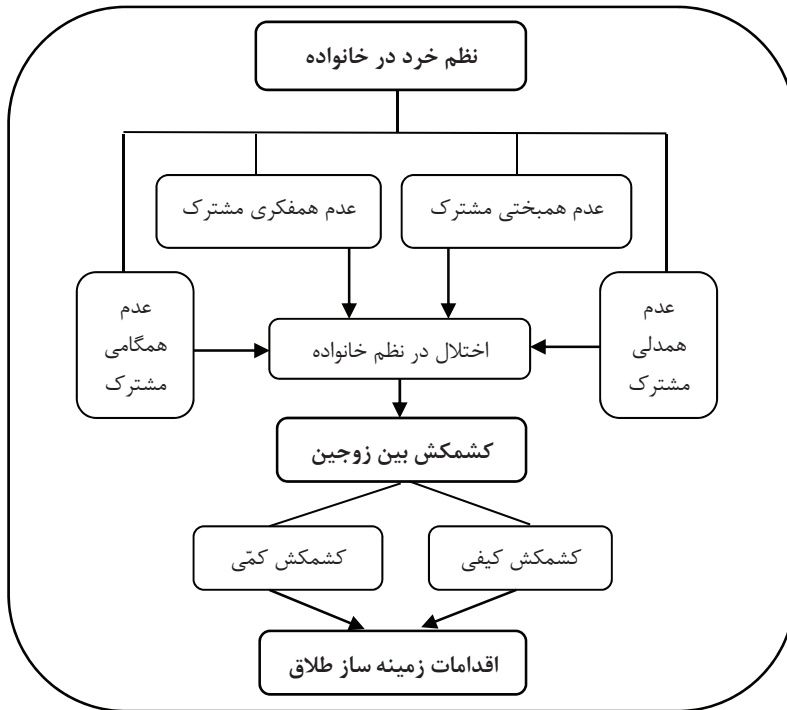 نظم خرد در خانواده
عدم همبختی مشترک
عدم همفکری مشترک
عدم
همدلی
مشترک
عدم
همگامی
مشترک
اختلال در نظم خانواده
کشمکش بین زوجین
کشمکش کیفی
کشمکش کمّی
اقدامات زمینه ساز طلاق